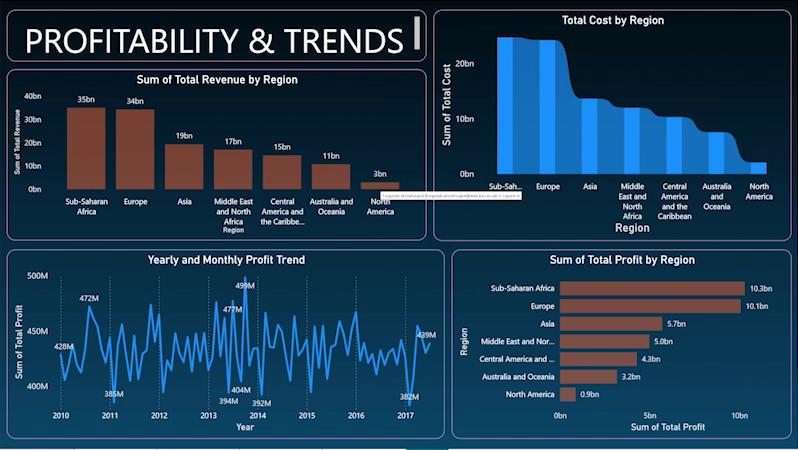 PROFITABILITY & TRENDS
Sum of Total Revenue by Region
Sum of Total Revenue
40bn
30bn
20bn
10bn
0bn
35bn
34bn
19bn
17bn
15bn
11bn
3bn
Sub-Saharan
Africa
Europe
Asia
Middle East
and North
Africa
Central
America and
the Caribbe...
Australia and
Oceania
North
America
Region
Total Cost by Region
Sum of Total Cost
20bn
10bn
0bn
Sub-Sah...
Europe
Asia
Middle
East and
North
Africa
Central
America
and the
Caribbean
Australia
and
Oceania
North
America
Region
Yearly and Monthly Profit Trend
Sum of Total Profit
500M
450M
400M
428M
472M
385M
477M
394M
404M
499M
392M
382M
439M
2010
2011
2012
2013
2014
2015
2016
2017
Year
Sum of Total Profit by Region
Region
Sub-Saharan Africa
10.3bn
Europe
10.1bn
Asia
5.7bn
Middle East and Nor...
5.0bn
Central America and ...
4.3bn
Australia and Oceania
3.2bn
North America
0.9bn
0bn
5bn
10bn
Sum of Total Profit